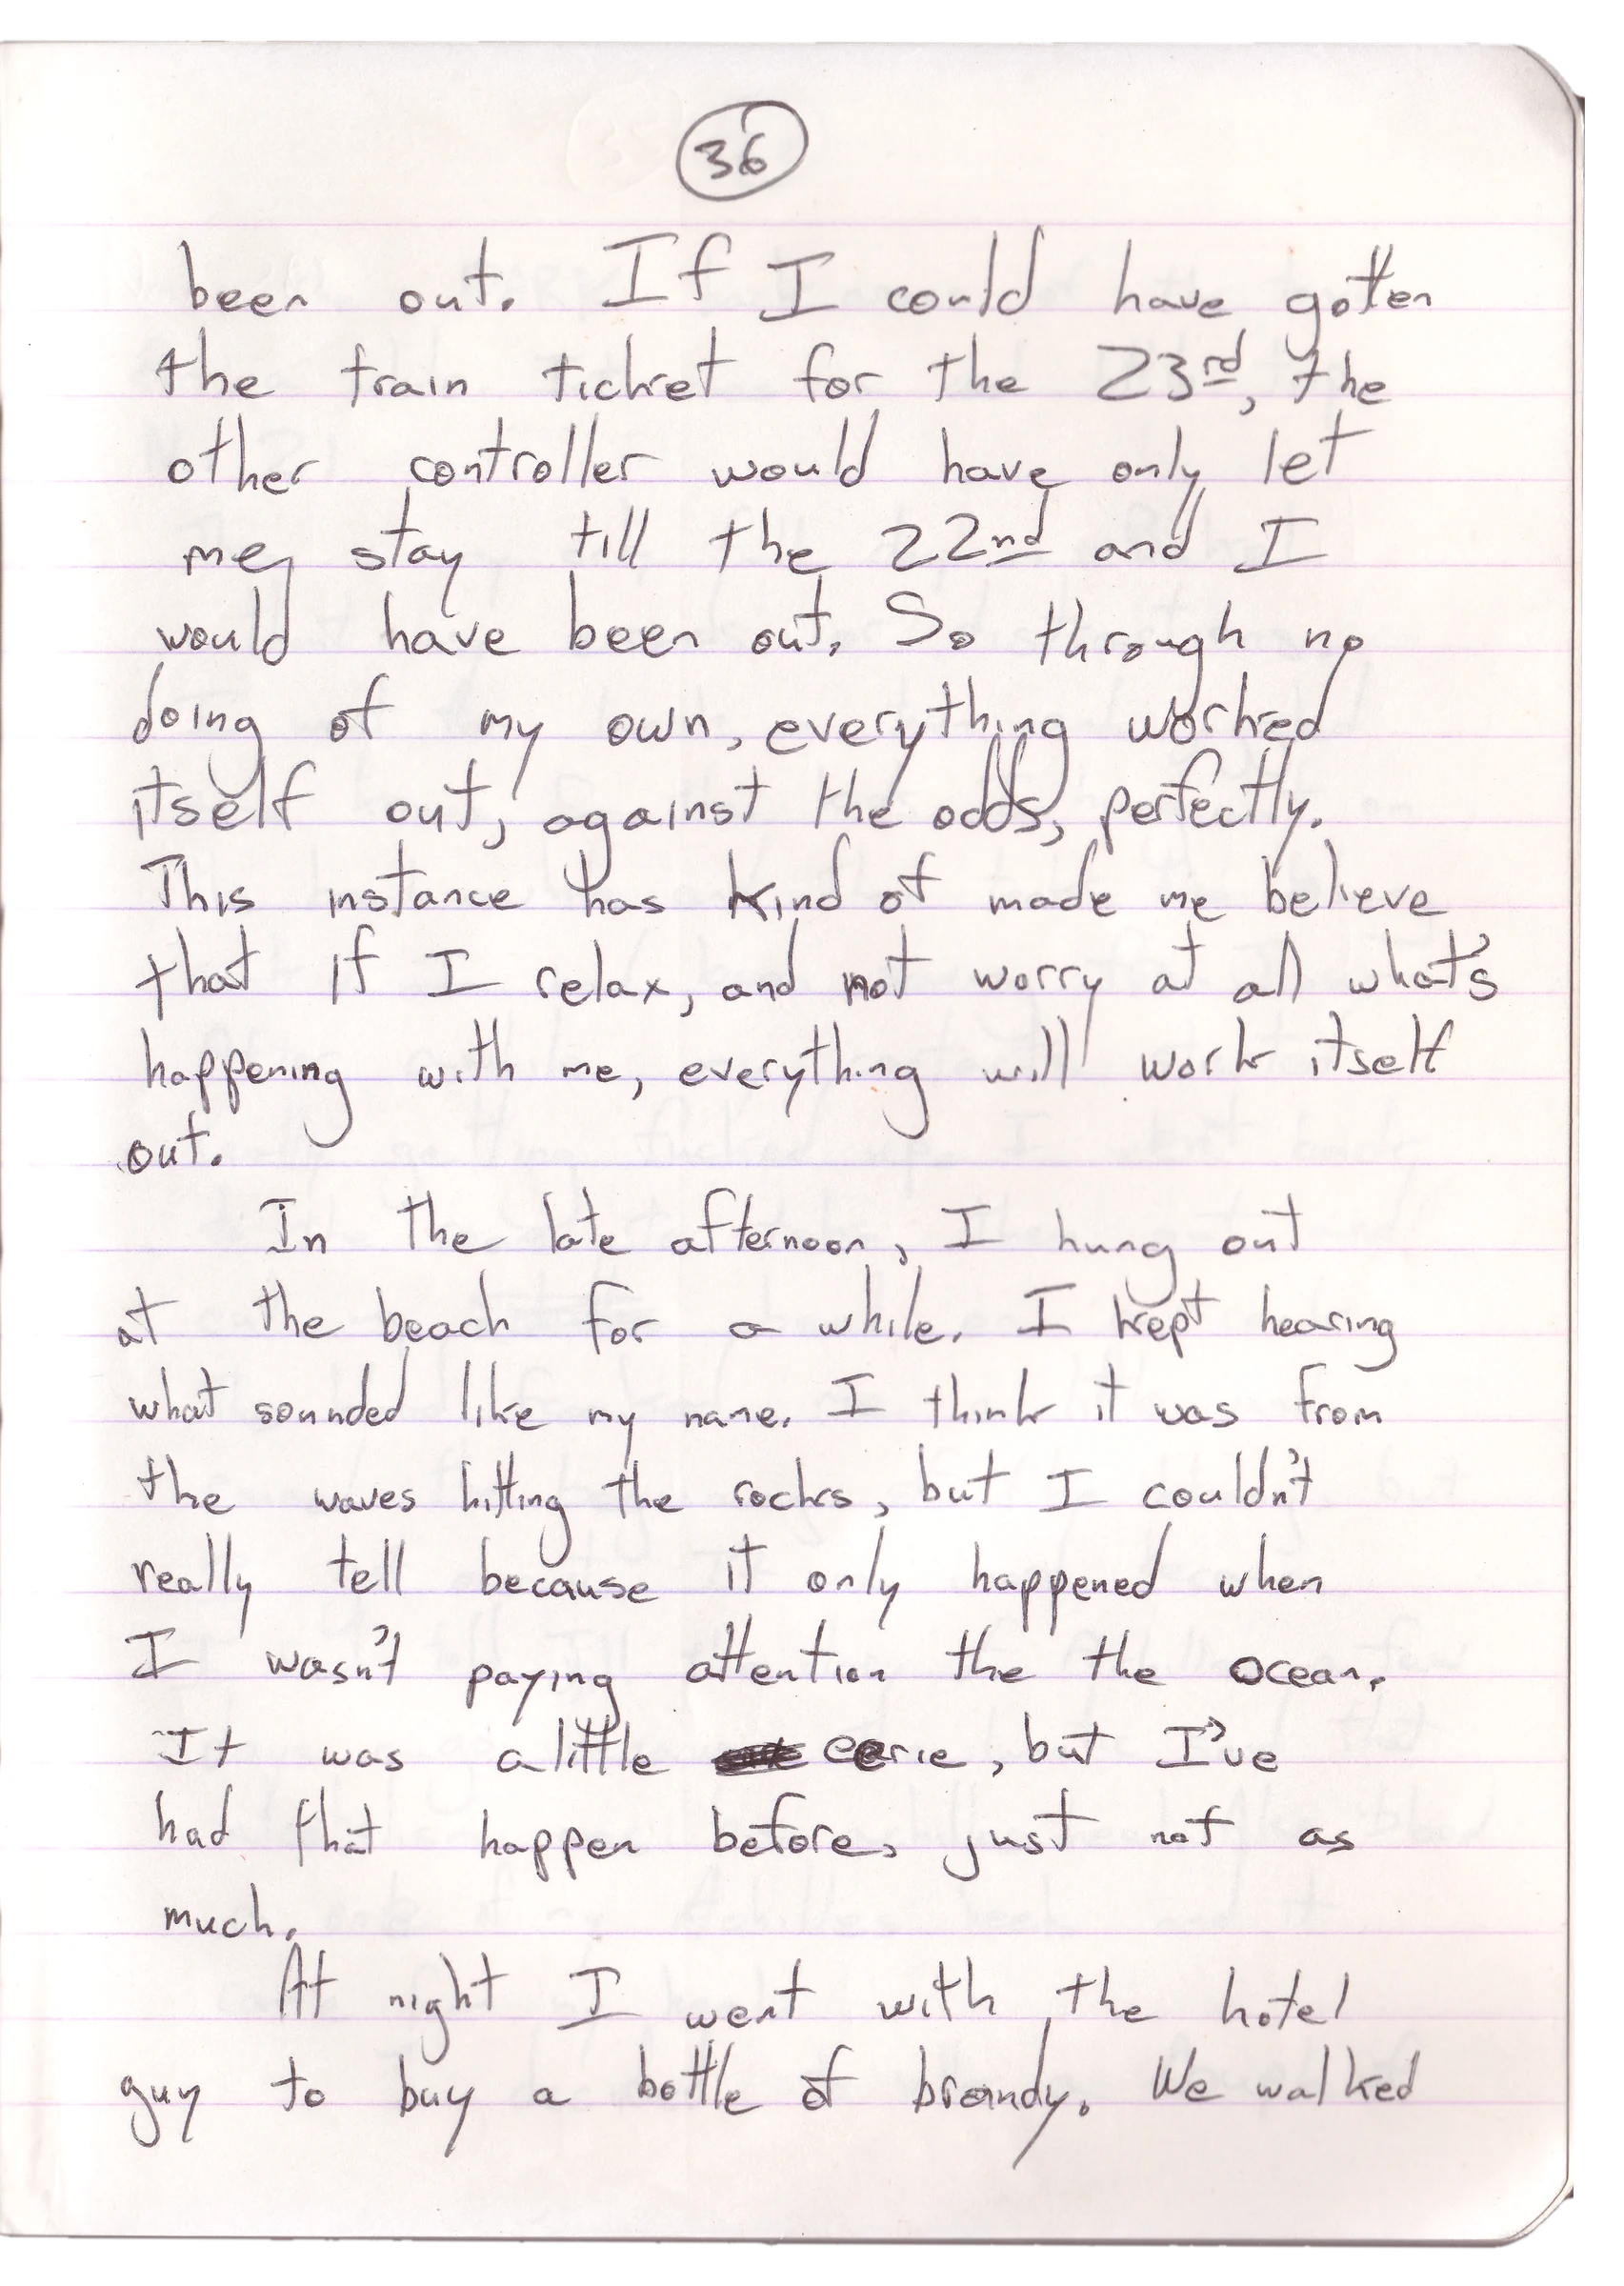 36
been out. If I could have gotten
the train ticket for the 23rd, the
other controller would have only let
me stay till the 22nd and I
would have been out. So through no
doing of my own, everything worked
itself out, against the odds, perfectly.
This instance has kind of made me believe
that if I relax, and not worry at all what's
happening with me, everything will work itself
out.
In the late afternoon, I hung out
at the beach for a while. I kept hearing
what sounded like my name. I think it was from
the waves hitting the rocks, but I couldn't
really tell because it only happened when
I wasn't paying attention the the ocean.
It was a little eerie, but I've
had that happen before, just not as
much.
At night I went with the hotel
guy to buy a bottle of brandy. We walked